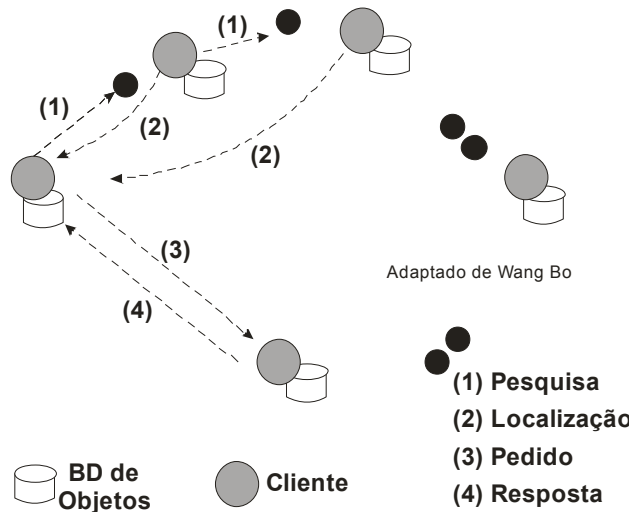 (1)
(1)
(2)
(2)
(3)
(4)
Adaptado de Wang Bo
(1) Pesquisa
(2) Localização
(3) Pedido
(4) Resposta
BD de
Objetos
Cliente